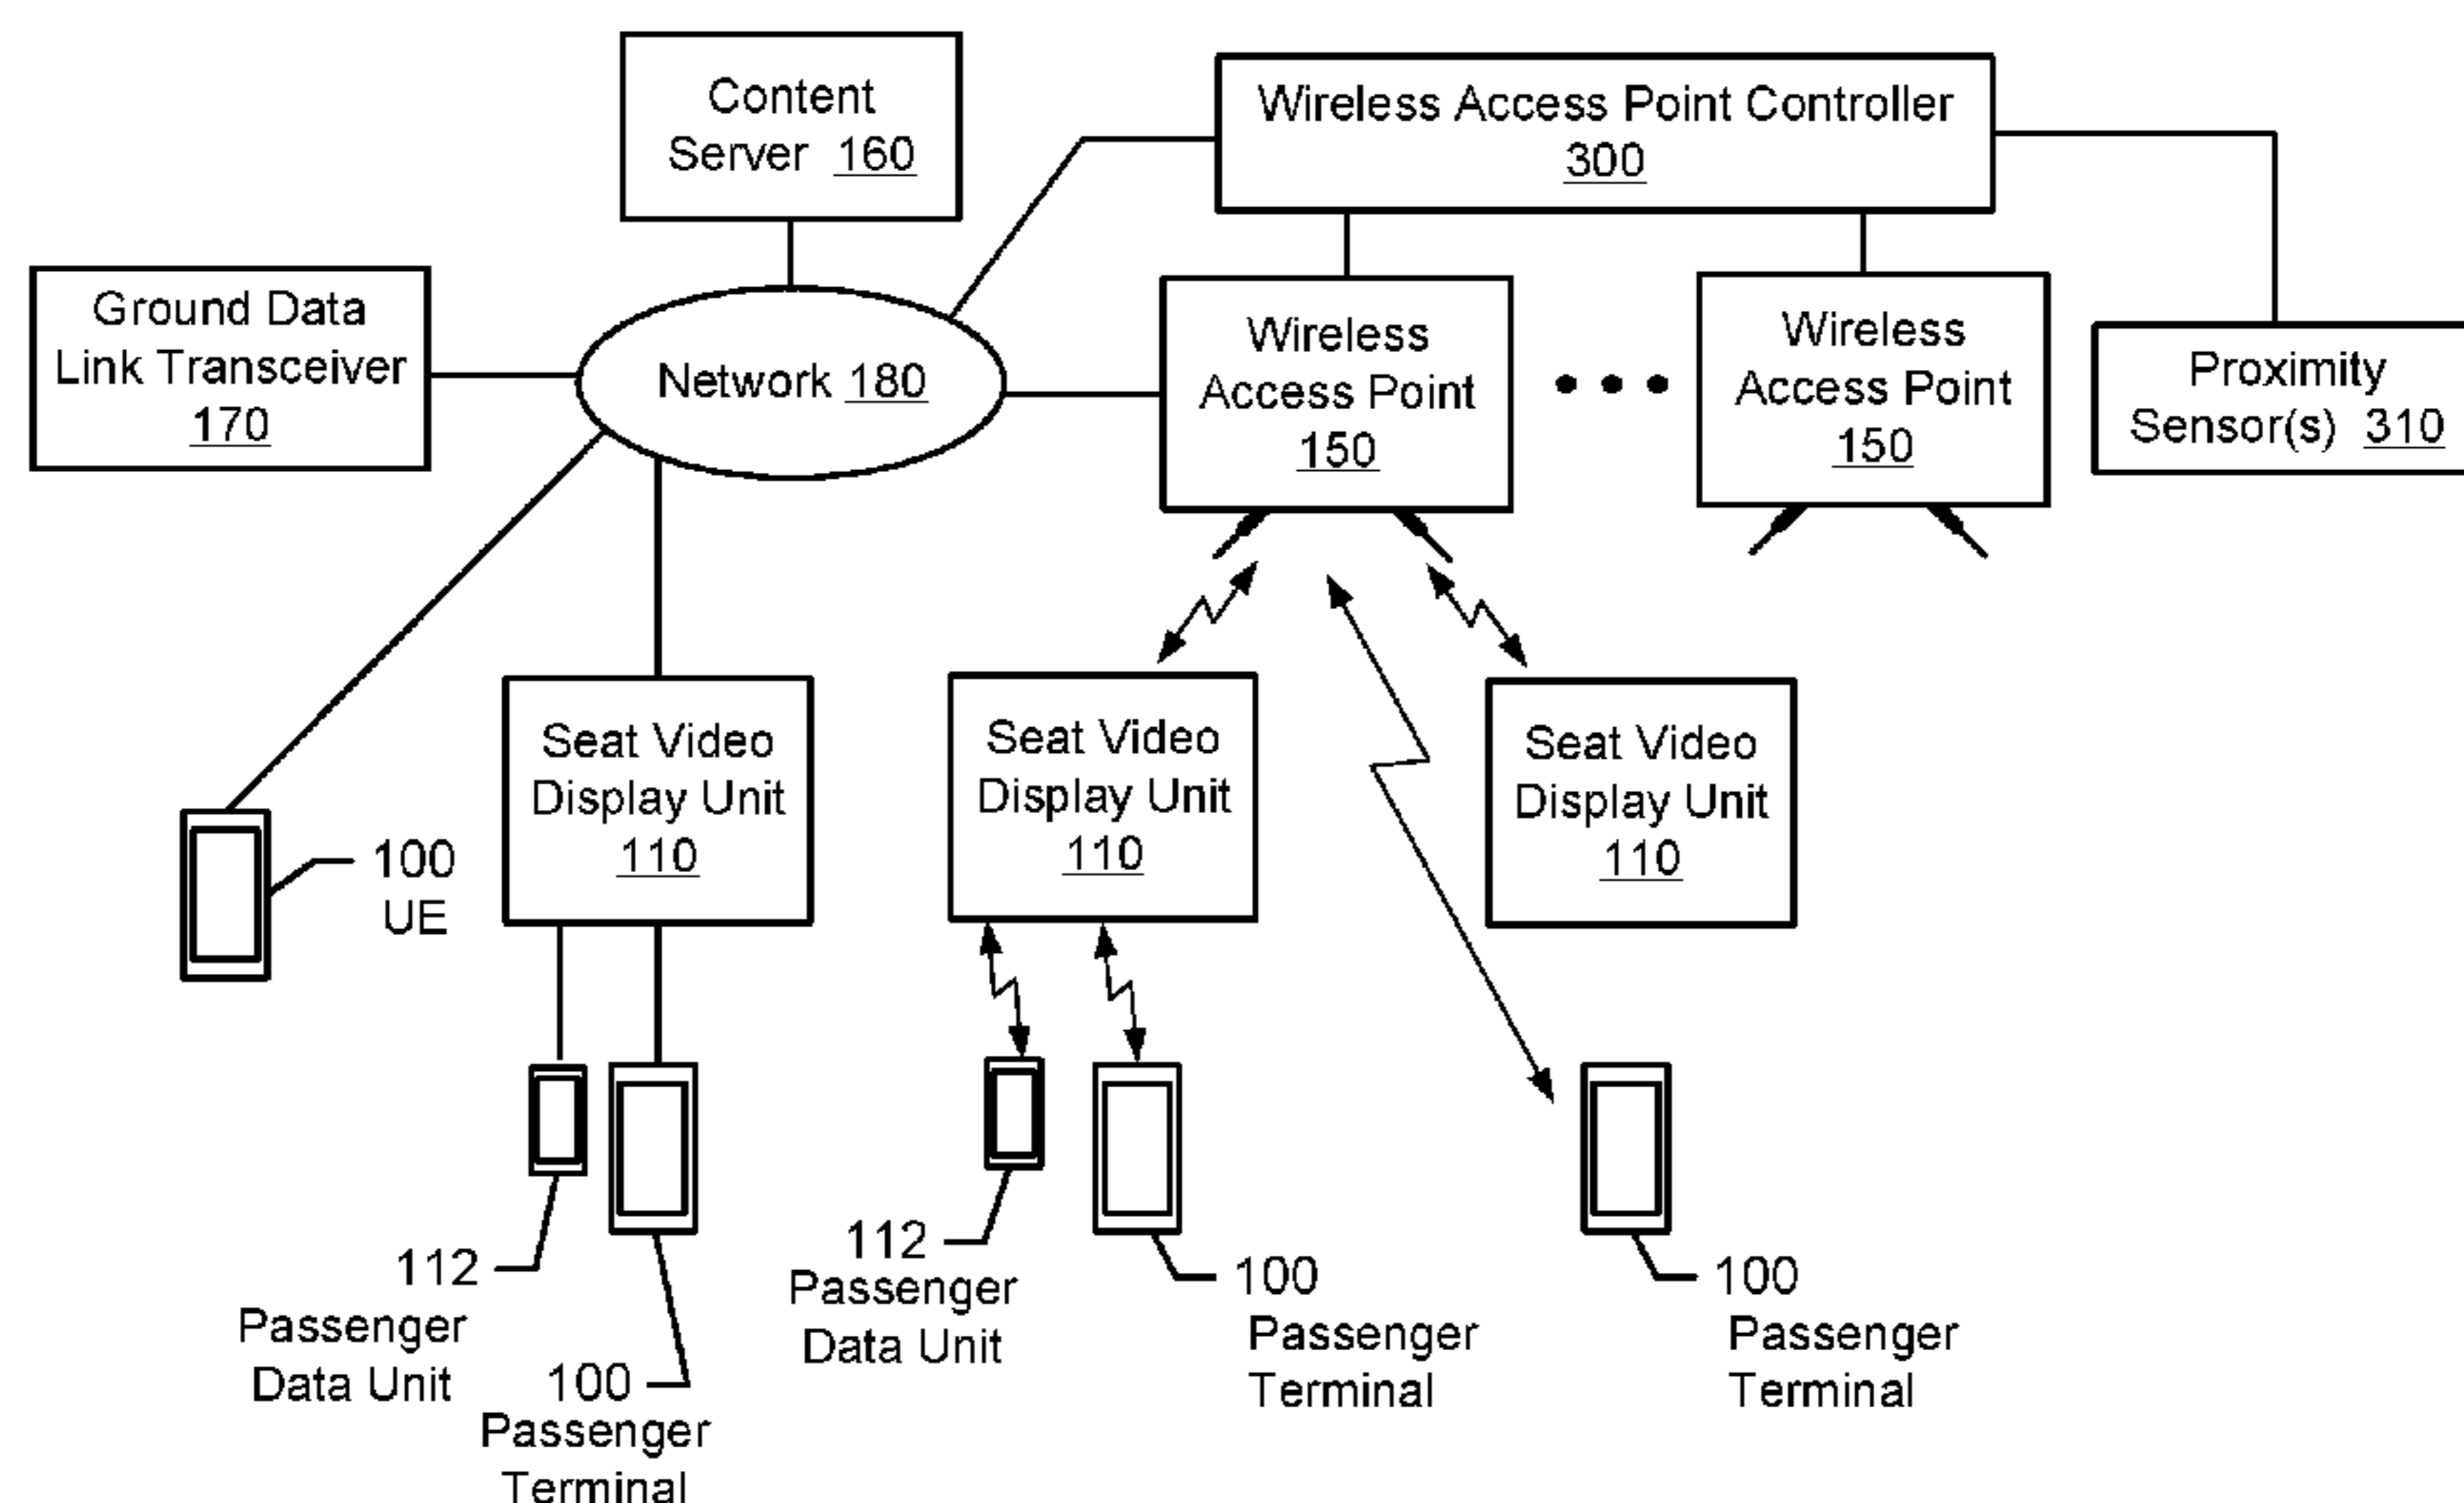 Content
Server 160
Wireless Access Point Controller
300
Ground Data
Link Transceiver
170
Network 180
Wireless
Access Point
150
Wireless
Access Point
150
Proximity
Sensor(s) 310
Seat Video
Display Unit
110
Seat Video
Display Unit
110
Seat Video
Display Unit
110
100
UE
112
Passenger
Data Unit
100
Passenger
Terminal
112
Passenger
Data Unit
100
Passenger
Terminal
100
Passenger
Terminal